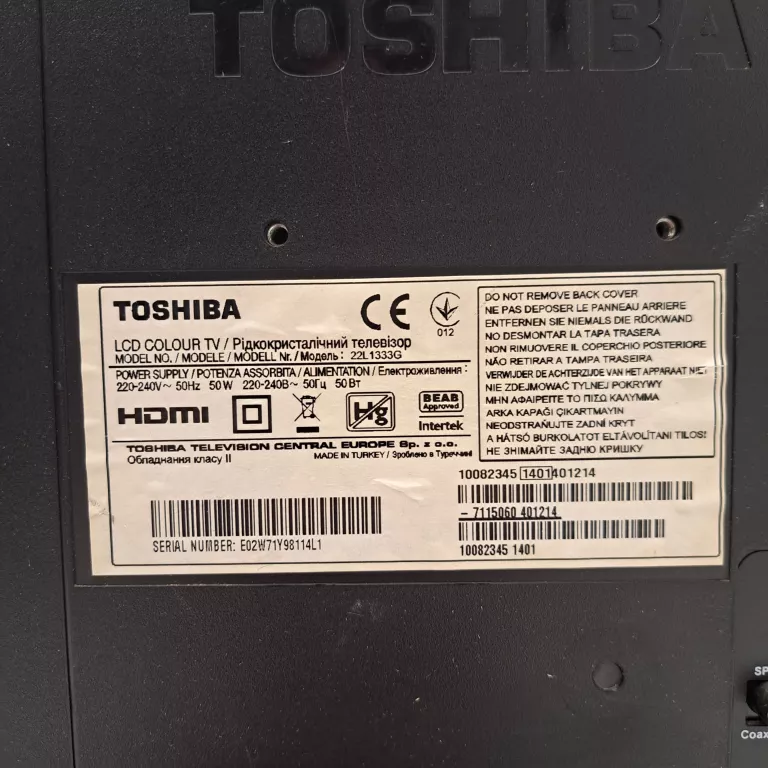 TOSHIBA
TOSHIBA
CE
012
LCD COLOUR TV / Рідкокристалічний телевізор
MODEL NO. / MODELE / MODELL Nr. / Модель: 22L1333G
POWER SUPPLY / POTENZA ASSORBITA / ALIMENTATION / Електроживлення:
220-240V~ 50Hz 50W 220-240В~ 50Гц 50Вт
HDMI
Hg
BEAB
Approved
Intertek
TOSHIBA TELEVISION CENTRAL EUROPE Sp. z o.o.
Обладнання класу II
MADE IN TURKEY / Зроблено в Туреччині
DO NOT REMOVE BACK COVER
NE PAS DEPOSER LE PANNEAU ARRIERE
ENTFERNEN SIE NIEMALS DIE RÜCKWAND
NO DESMONTAR LA TAPA TRASERA
NON RIMUOVERE IL COPERCHIO POSTERIORE
NÃO RETIRAR A TAMPA TRASEIRA
VERWIJDER DE ACHTERZIJDE VAN HET APPARAAT NIET
NIE ZDEJMOWAĆ TYLNEJ POKRYWY
ΜΗΝ ΑΦΑΙΡΕΙΤΕ ΤΟ ΠΙΣΩ ΚΑΛΥΜΜΑ
ARKA KAPAĞI ÇIKARTMAYIN
NEODSTRAŇUJTE ZADNÍ KRYT
A HÁTSÓ BURKOLATOT ELTÁVOLÍTANI TILOS!
НЕ ЗНІМАЙТЕ ЗАДНЮ КРИШКУ
10082345 1401401214
- 7115060 401214
10082345 1401
SERIAL NUMBER: E02W71Y98114L1
SP
Coax